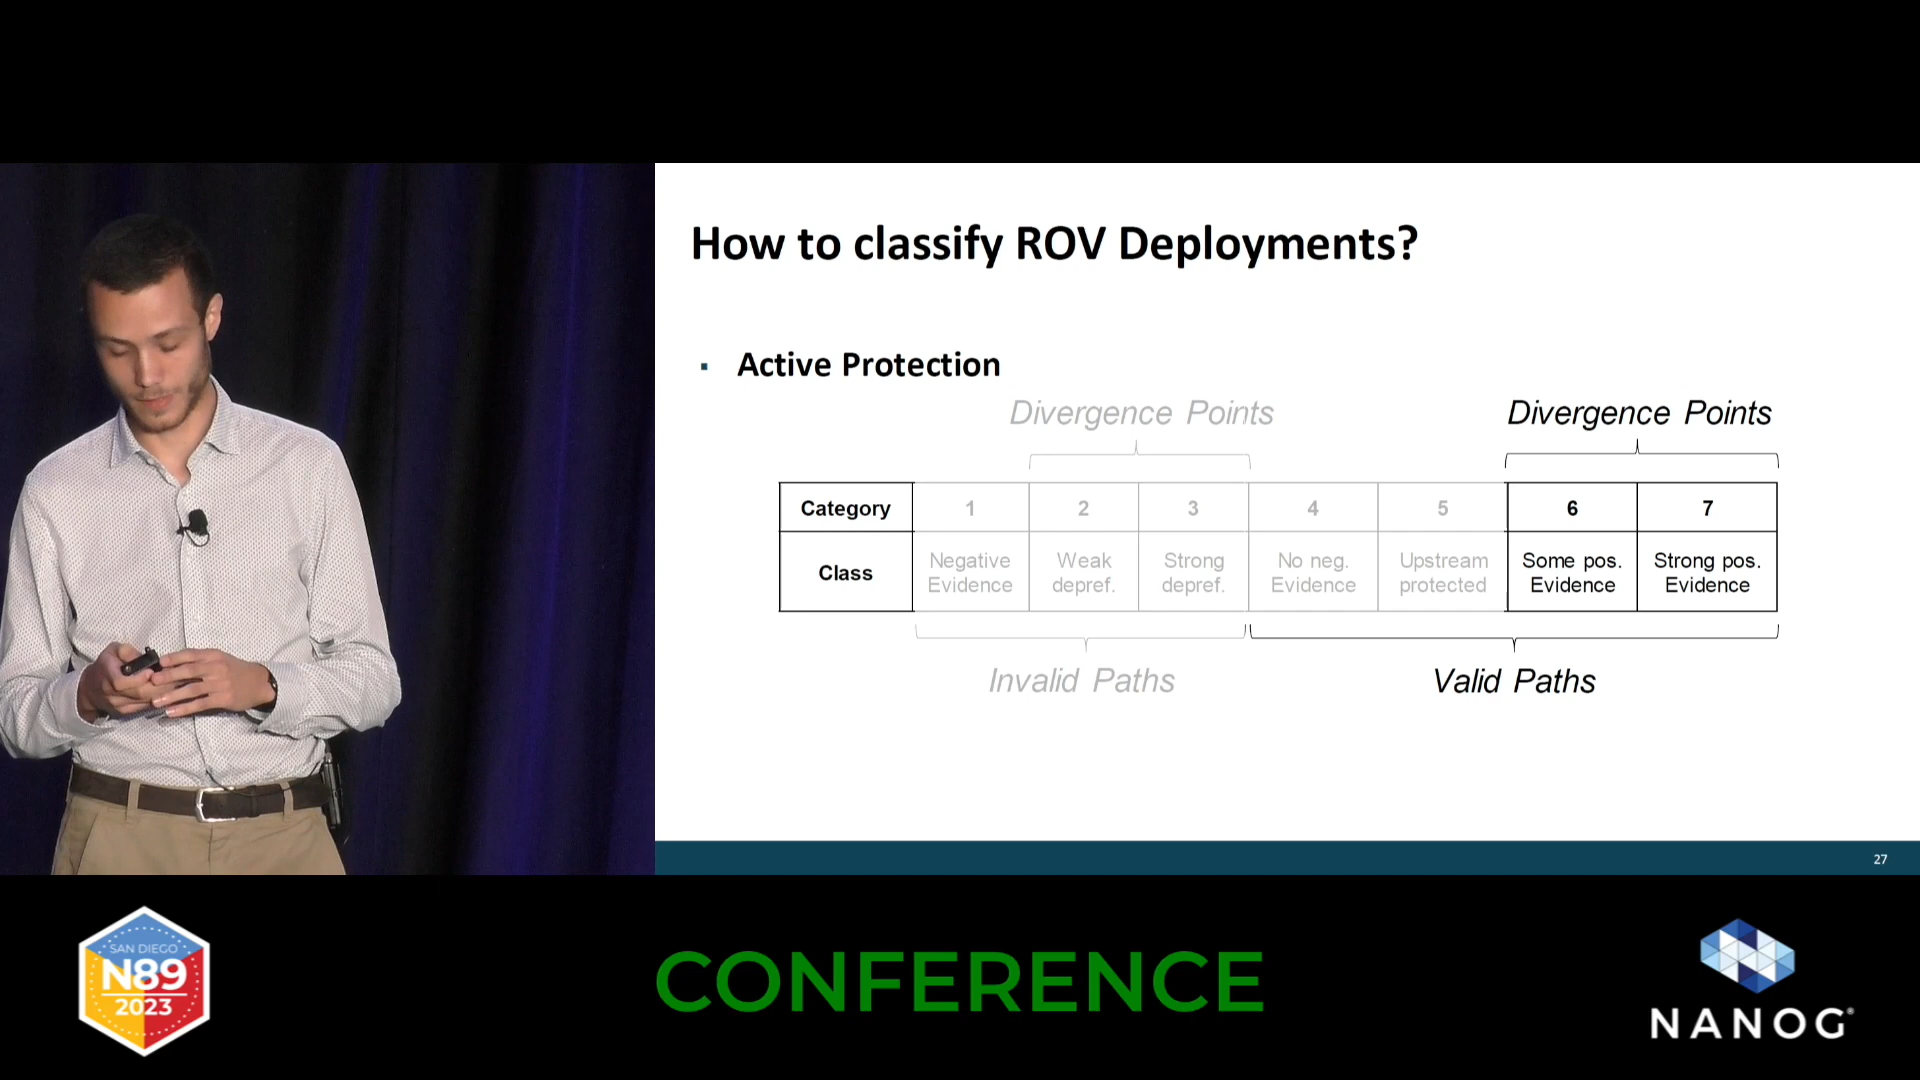 How to classify ROV Deployments?
▪ Active Protection
Divergence Points Divergence Points
Category 1 2 3 4 5 6 7
Class Negative Evidence Weak depref. Strong depref. No neg. Evidence Upstream protected Some pos. Evidence Strong pos. Evidence
Invalid Paths Valid Paths
27
SAN DIEGO
N89
2023
CONFERENCE
NANOG®